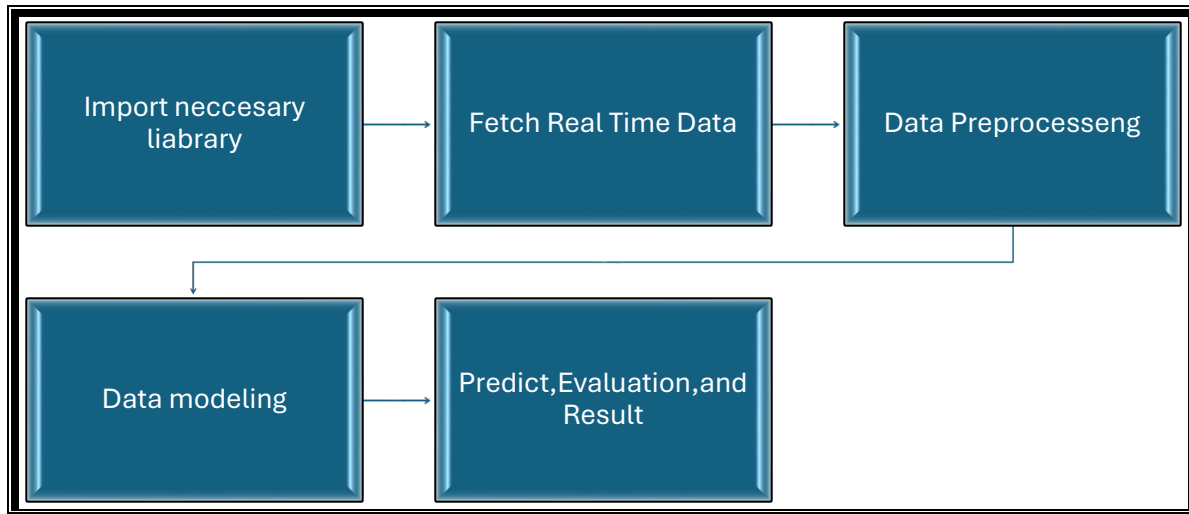 Import neccesary
liabrary
Fetch Real Time Data
Data Preprocesseng
Data modeling
Predict,Evaluation,and
Result